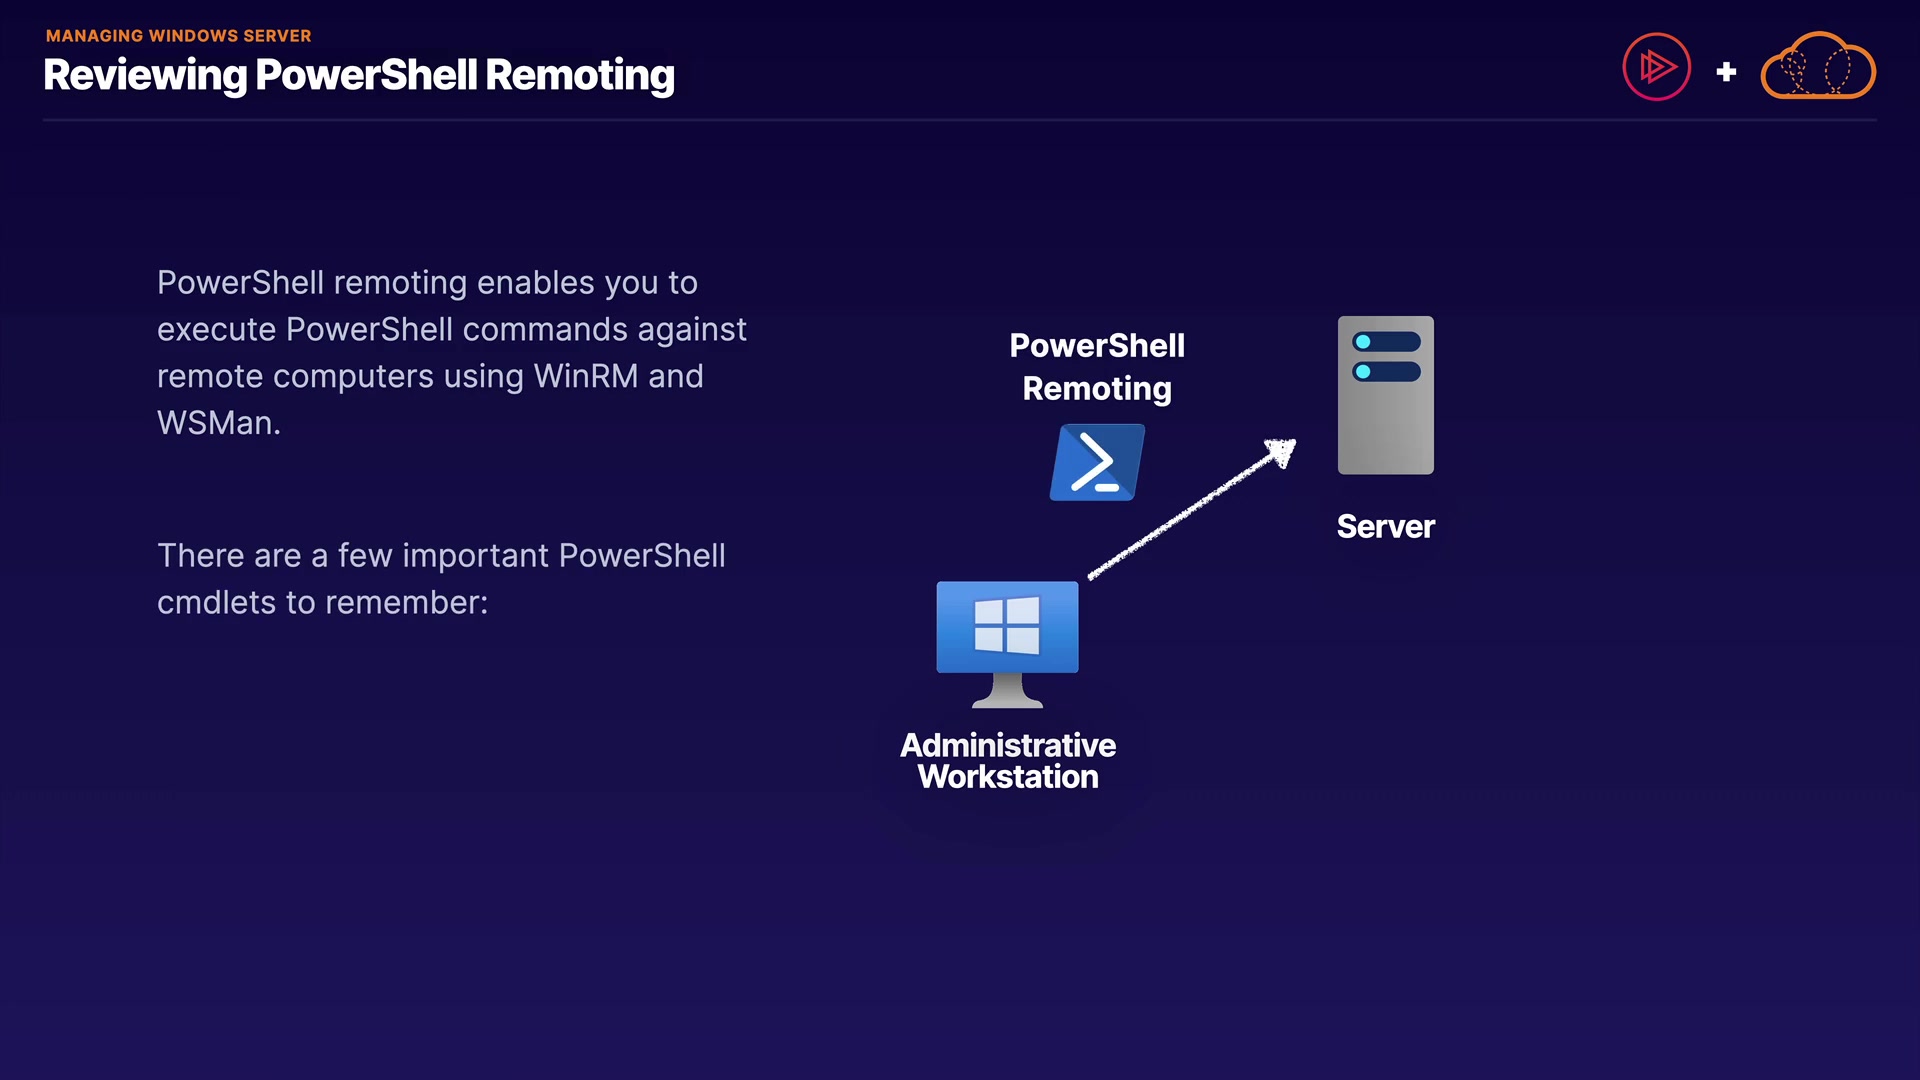 MANAGING WINDOWS SERVER
Reviewing PowerShell Remoting
PowerShell remoting enables you to
execute PowerShell commands against
remote computers using WinRM and
WSMan.
There are a few important PowerShell
cmdlets to remember:
PowerShell
Remoting
Server
Administrative
Workstation